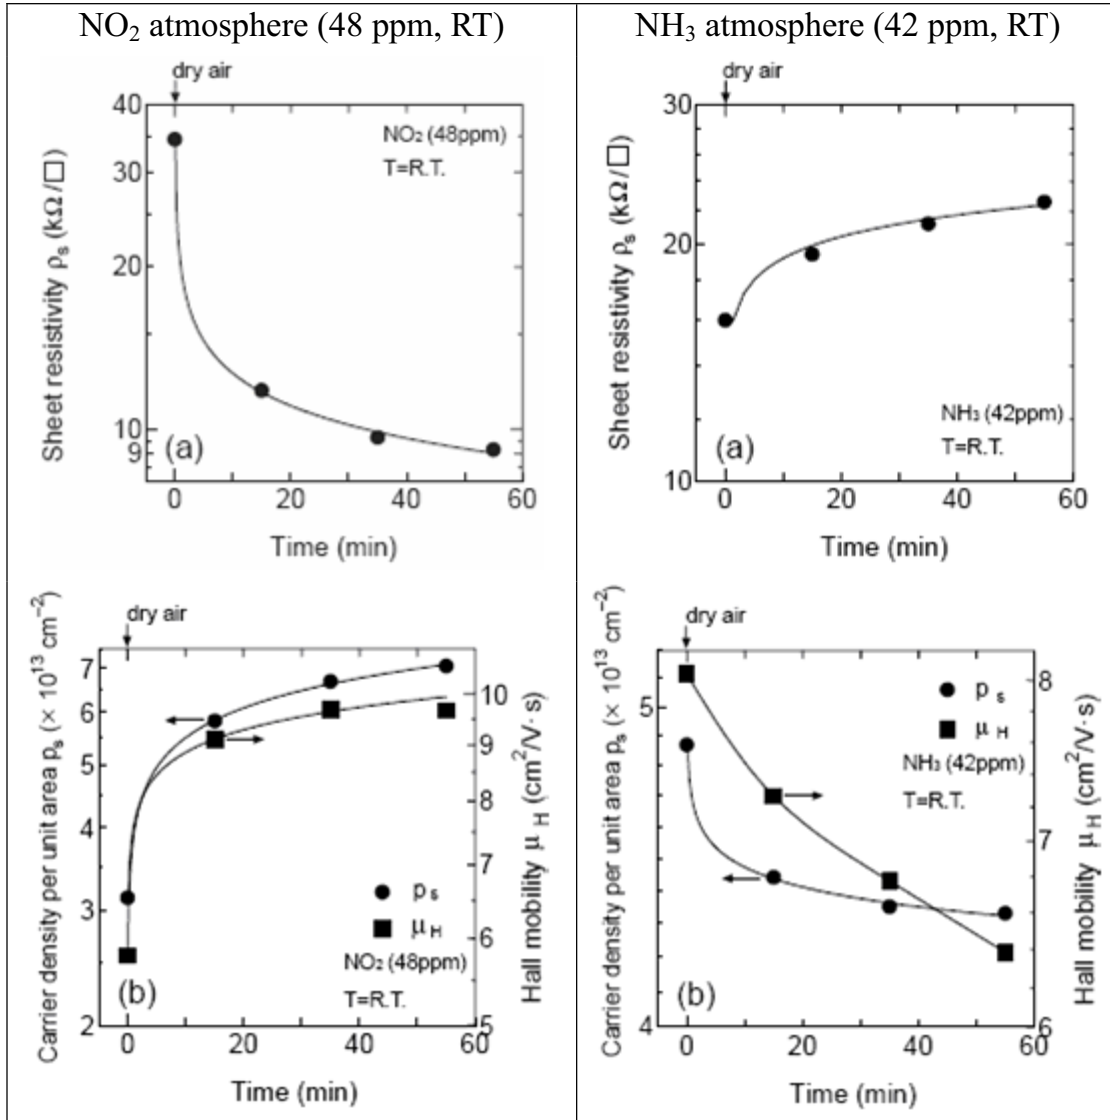 NO₂ atmosphere (48 ppm, RT)
dry air
40
30
20
10
9
Sheet resistivity ρs (kΩ/□)
NO₂ (48ppm)
T=R.T.
(a)
0 20 40 60
Time (min)
NH₃ atmosphere (42 ppm, RT)
dry air
30
20
10
Sheet resistivity ρs (kΩ/□)
NH₃ (42ppm)
T=R.T.
(a)
0 20 40 60
Time (min)
dry air
Carrier density per unit area ps (× 10¹³ cm⁻²)
7
6
5
4
3
2
10
9
8
7
6
5
Hall mobility μH (cm²/V·s)
ps
μH
NO₂ (48ppm)
T=R.T.
(b)
0 20 40 60
Time (min)
dry air
Carrier density per unit area ps (× 10¹³ cm⁻²)
5
4
8
7
6
Hall mobility μH (cm²/V·s)
ps
μH
NH₃ (42ppm)
T=R.T.
(b)
0 20 40 60
Time (min)